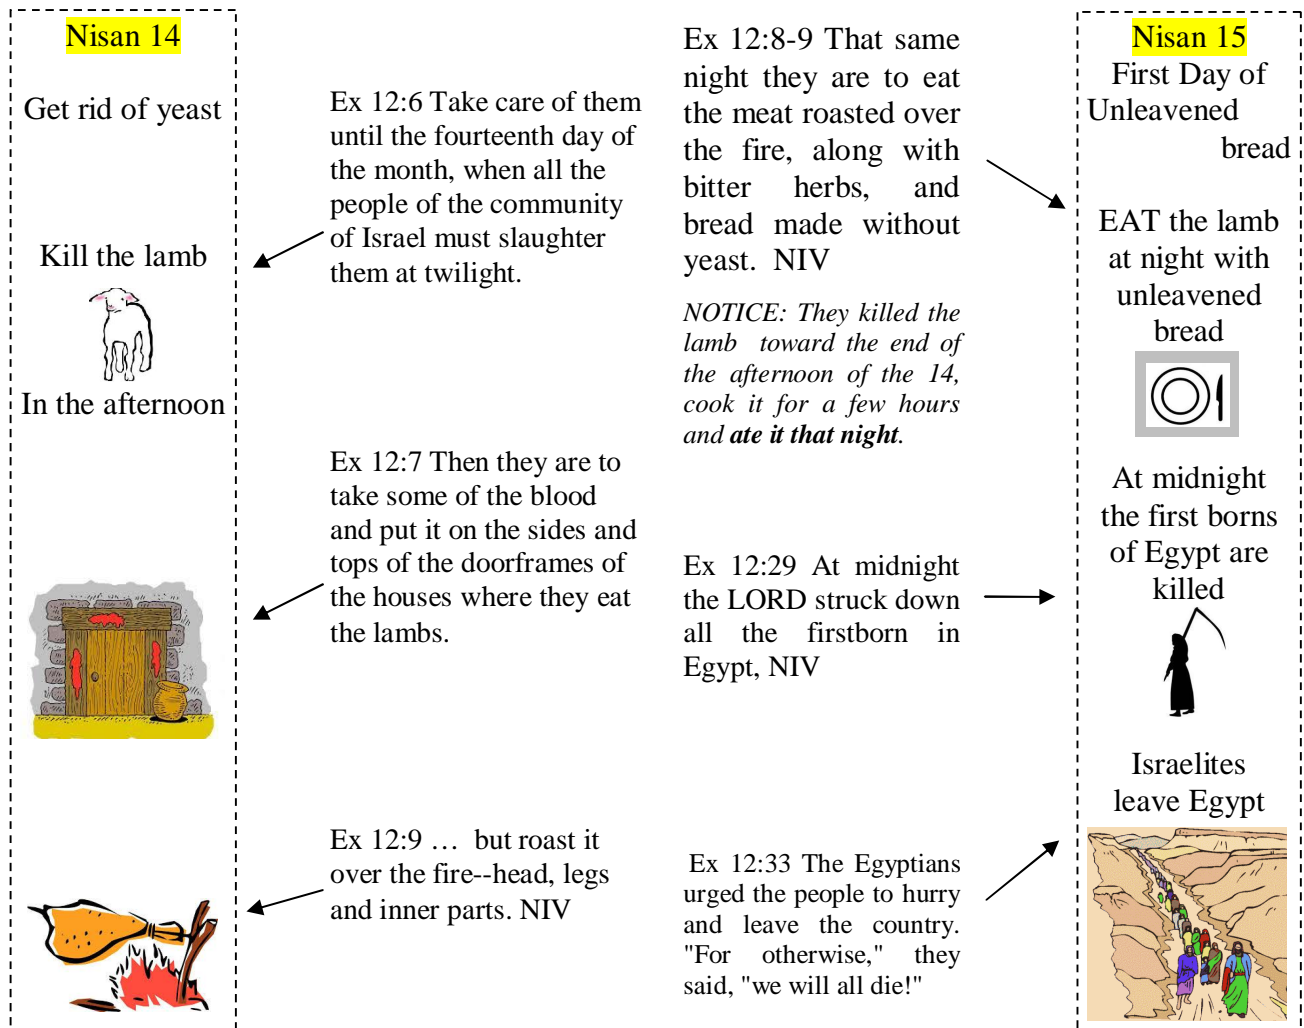 Nisan 14
Get rid of yeast
Kill the lamb
In the afternoon
Ex 12:6 Take care of them
until the fourteenth day of
the month, when all the
people of the community
of Israel must slaughter
them at twilight.
Ex 12:7 Then they are to
take some of the blood
and put it on the sides and
tops of the doorframes of
the houses where they eat
the lambs.
Ex 12:9 … but roast it
over the fire--head, legs
and inner parts. NIV
Ex 12:8-9 That same
night they are to eat
the meat roasted over
the fire, along with
bitter herbs, and
bread made without
yeast. NIV
NOTICE: They killed the
lamb toward the end of
the afternoon of the 14,
cook it for a few hours
and ate it that night.
Ex 12:29 At midnight
the LORD struck down
all the firstborn in
Egypt, NIV
Ex 12:33 The Egyptians
urged the people to hurry
and leave the country.
"For otherwise," they
said, "we will all die!"
Nisan 15
First Day of
Unleavened
bread
EAT the lamb
at night with
unleavened
bread
At midnight
the first borns
of Egypt are
killed
Israelites
leave Egypt